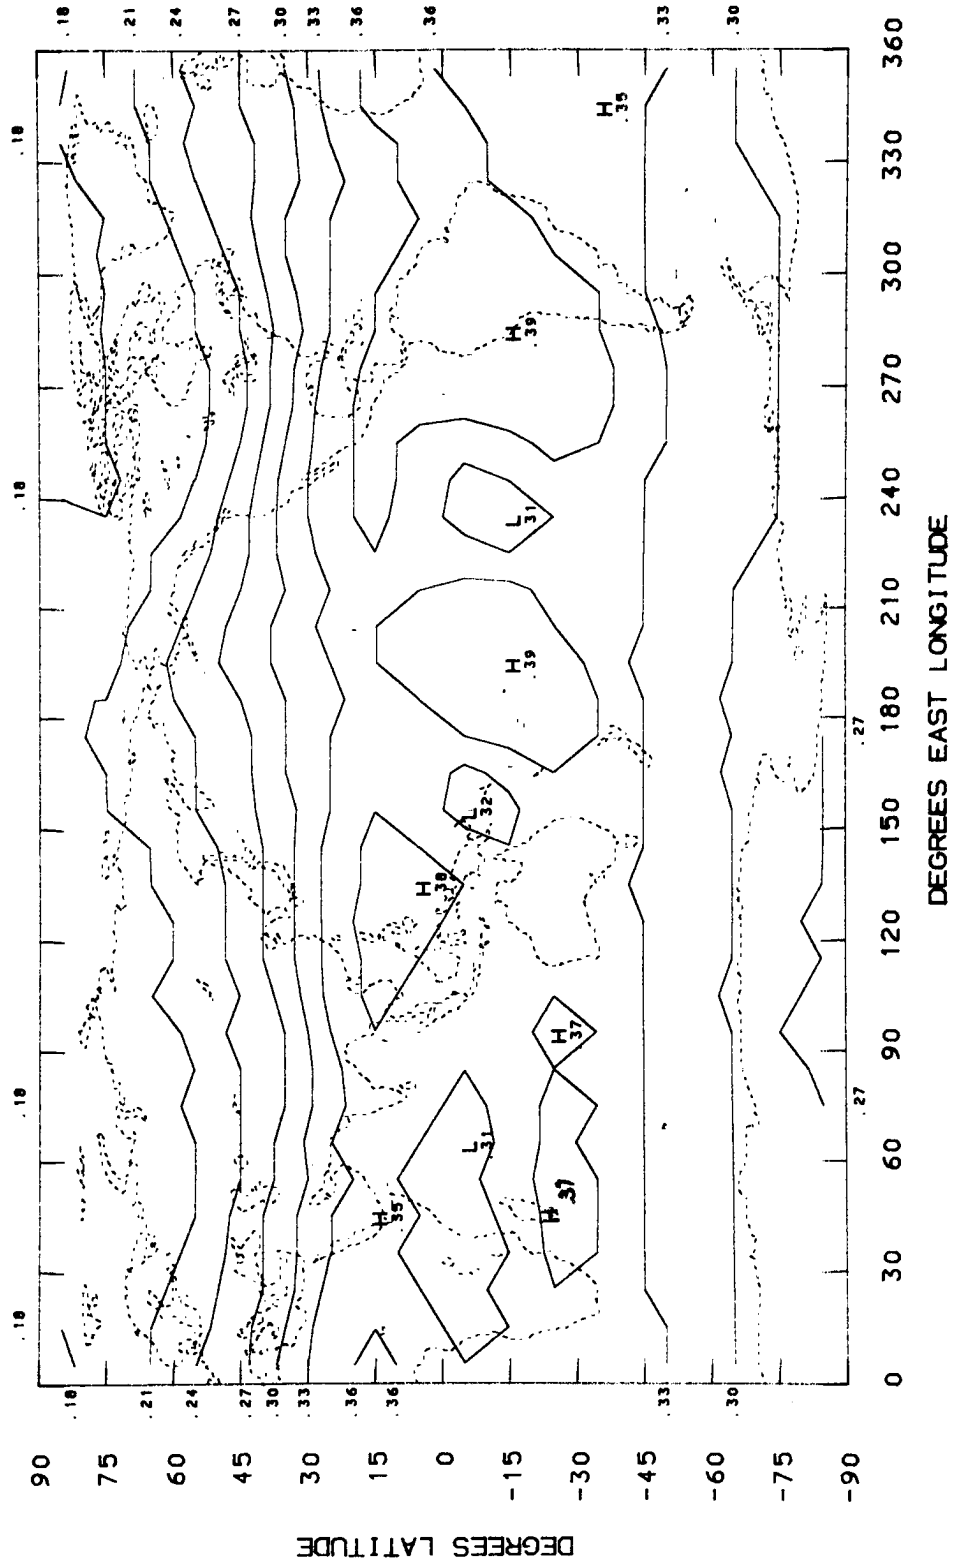 .18 .18 .18 .18
90
.18 .18
75
.21 .21
60
.24 .24
45
.27 .27
.30 .30
30
.33 .33
.36 .36
15
.36
0
.36
-15
-30
-45
.33 .33
-60
.30 .30
-75
-90
H
.35
H
.38
L
.31
L
.32
H
.39
L
.31
H
.39
H
.37
H
.37
H
.35
.27 .27
0 30 60 90 120 150 180 210 240 270 300 330 360
DEGREES EAST LONGITUDE
DEGREES LATITUDE